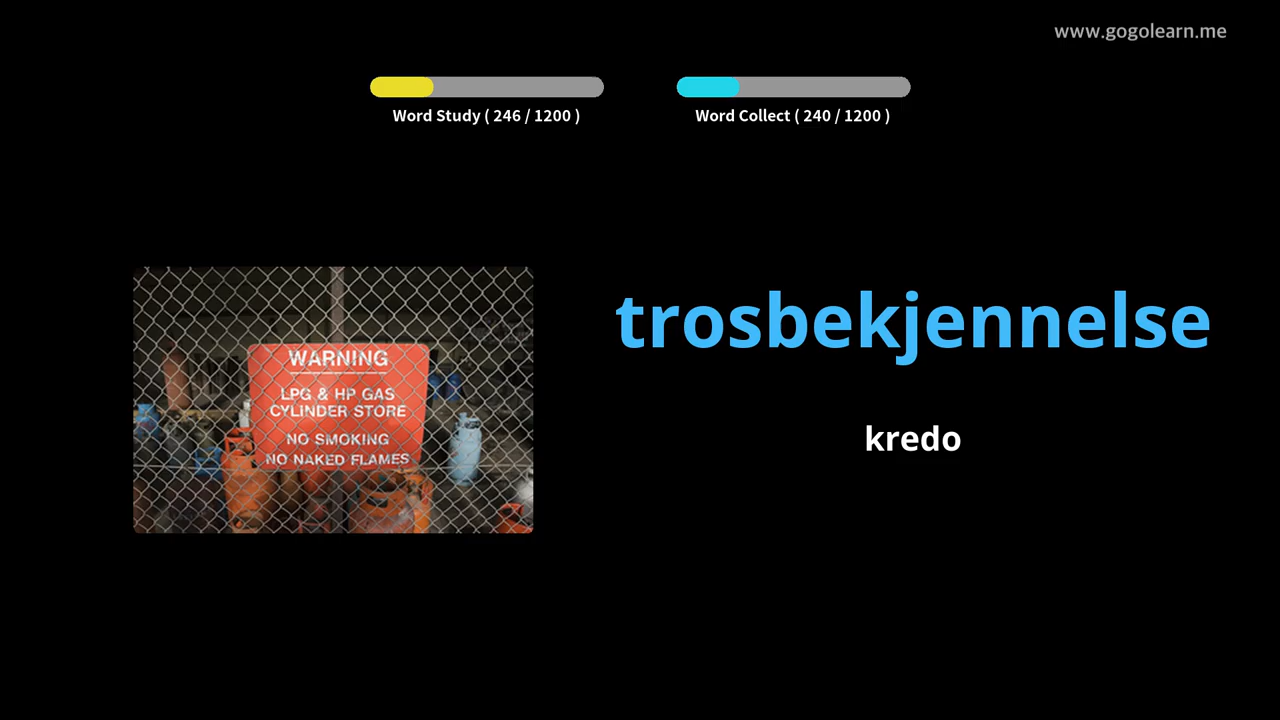 www.gogolearn.me
Word Study ( 246 / 1200 )
Word Collect ( 240 / 1200 )
WARNING
LPG & HP GAS
CYLINDER STORE
NO SMOKING
NO NAKED FLAMES
trosbekjennelse
kredo